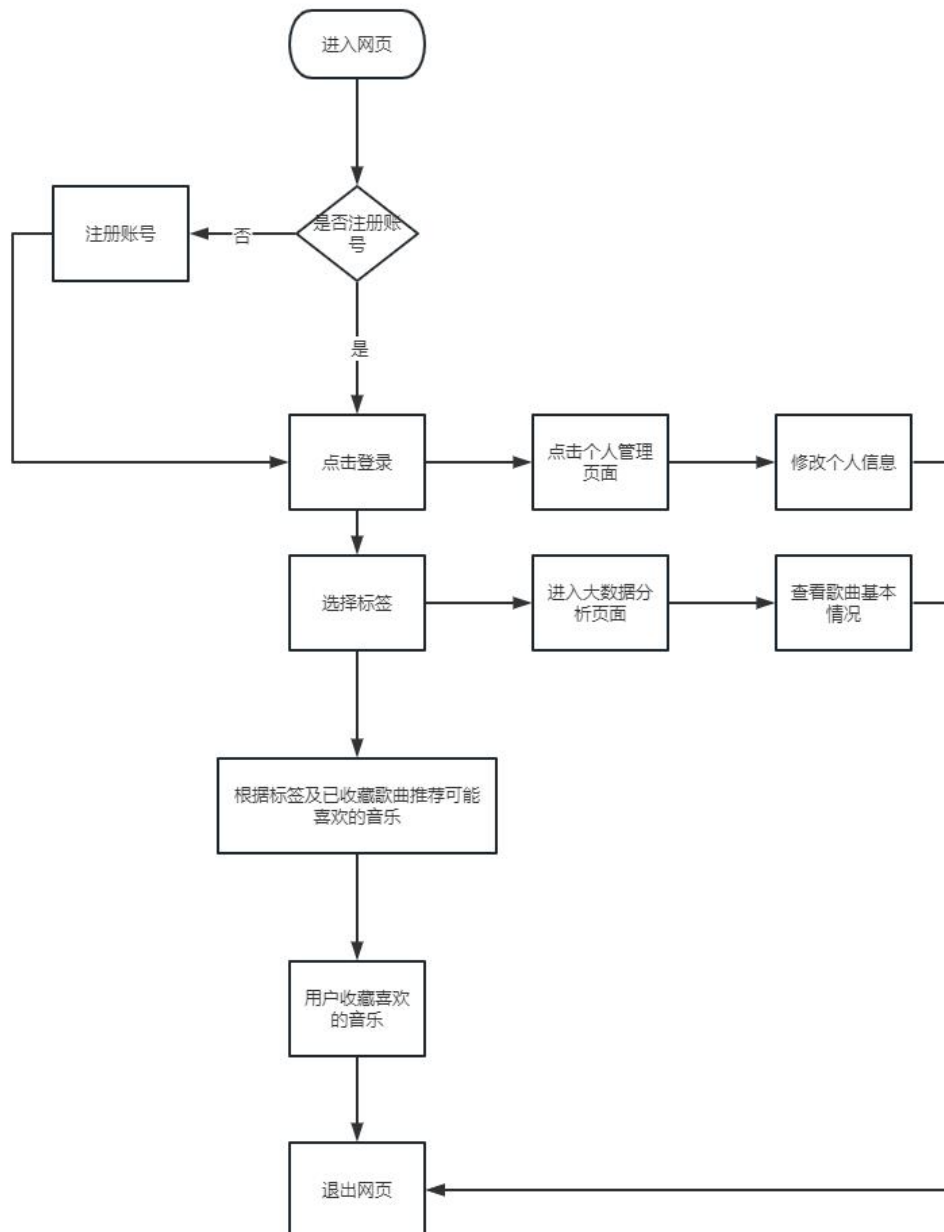 进入网页
是否注册账
号
否
注册账号
是
点击登录
点击个人管理
页面
修改个人信息
选择标签
进入大数据分
析页面
查看歌曲基本
情况
根据标签及已收藏歌曲推荐可能
喜欢的音乐
用户收藏喜欢
的音乐
退出网页